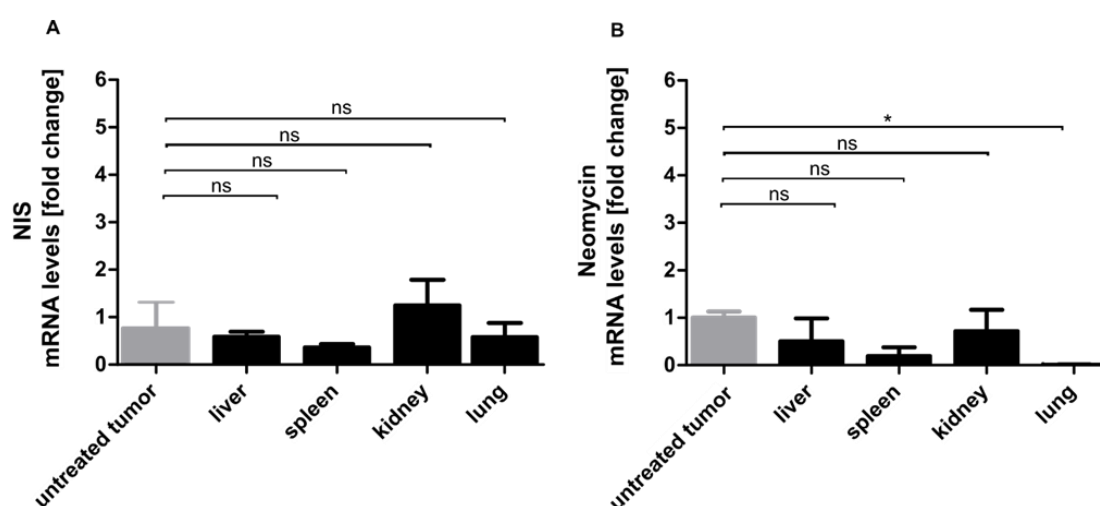 A
NIS
mRNA levels [fold change]
6
5
4
3
2
1
0
ns
ns
ns
ns
untreated tumor
liver
spleen
kidney
lung
B
Neomycin
mRNA levels [fold change]
6
5
4
3
2
1
0
*
ns
ns
ns
untreated tumor
liver
spleen
kidney
lung